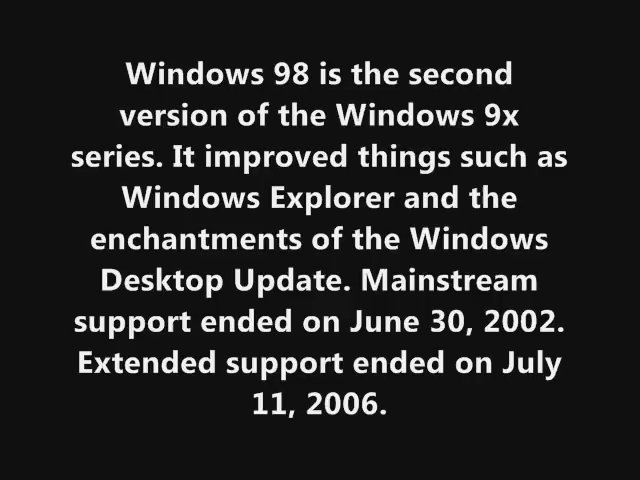 Windows 98 is the second
version of the Windows 9x
series. It improved things such as
Windows Explorer and the
enchantments of the Windows
Desktop Update. Mainstream
support ended on June 30, 2002.
Extended support ended on July
11, 2006.